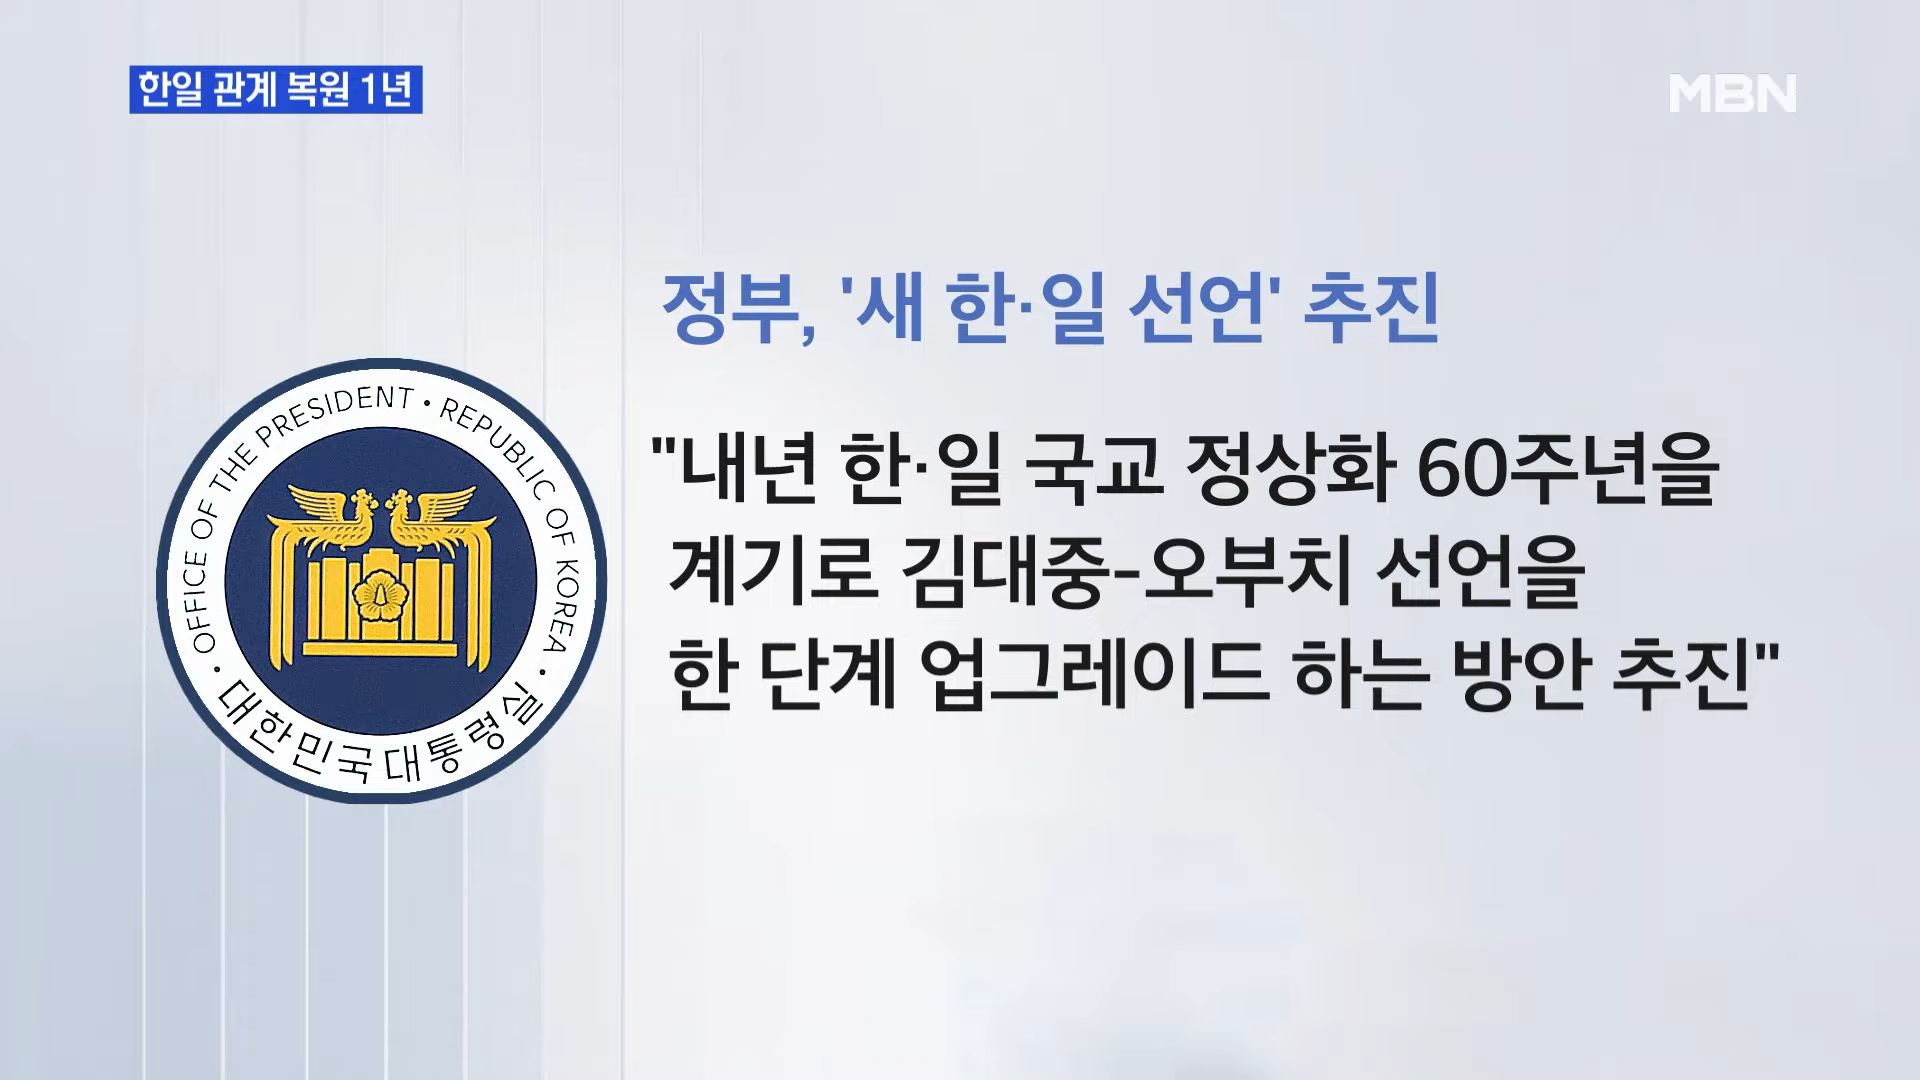 한일 관계 복원 1년
MBN
정부, '새 한·일 선언' 추진
"내년 한·일 국교 정상화 60주년을
계기로 김대중-오부치 선언을
한 단계 업그레이드 하는 방안 추진"
OFFICE OF THE PRESIDENT · REPUBLIC OF KOREA ·
대한민국대통령실 ·